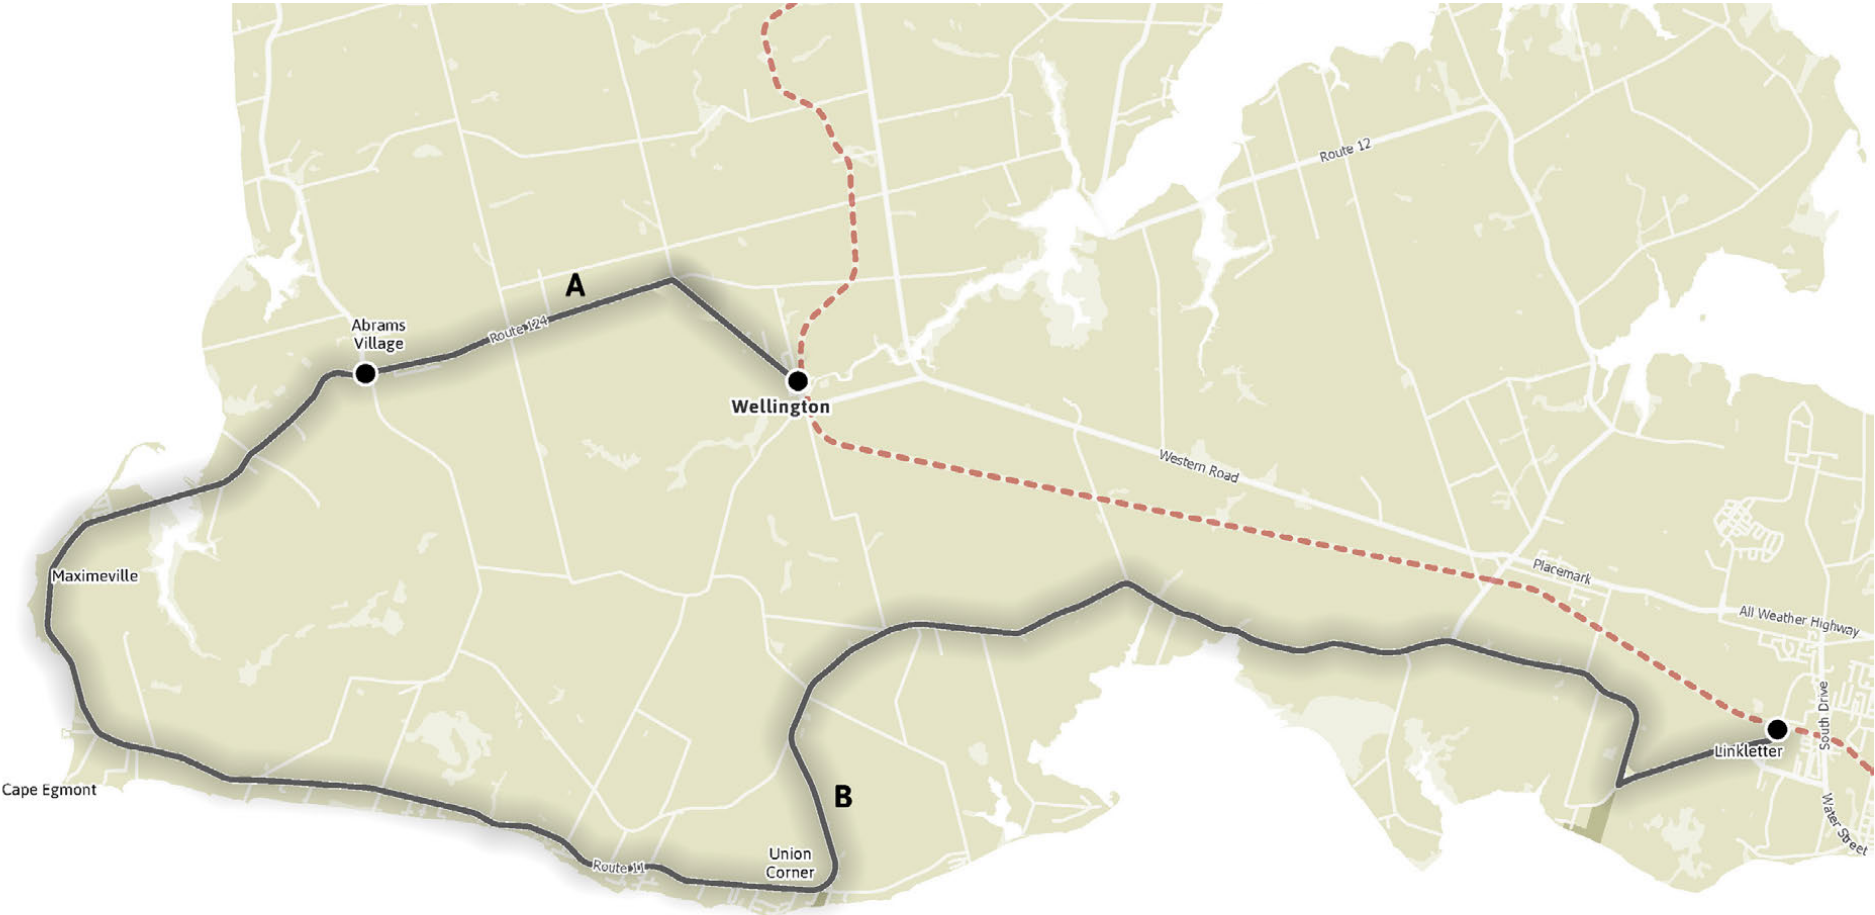 Route 12
A
Abrams
Village
Route 124
Wellington
Western Road
Maximeville
Placemark
All Weather Highway
South Drive
Linkletter
Cape Egmont
B
Water Street
Union
Corner
Route 11